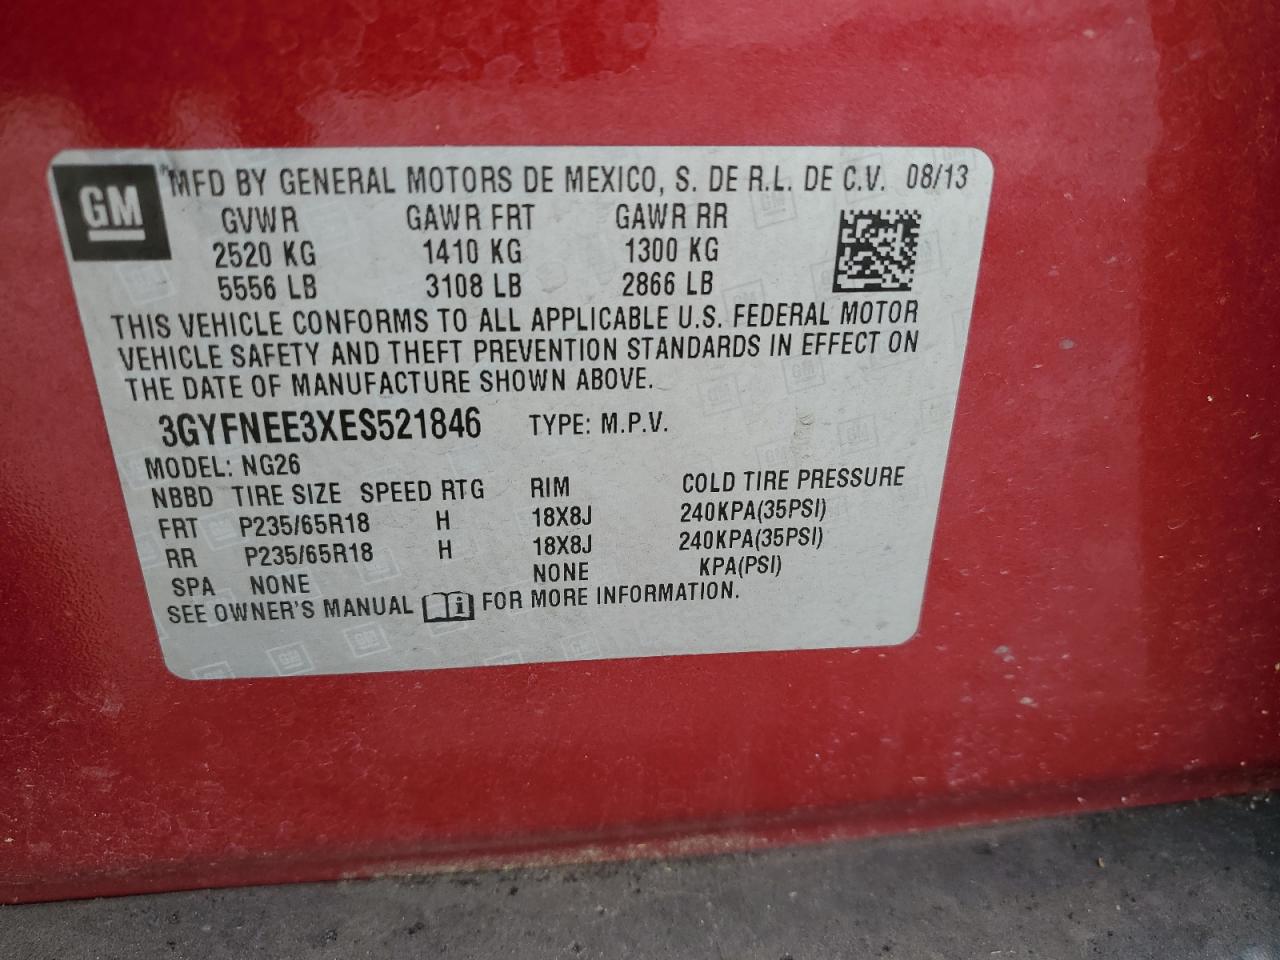 GM
MFD BY GENERAL MOTORS DE MEXICO, S. DE R.L. DE C.V. 08/13
GVWR GAWR FRT GAWR RR
2520 KG 1410 KG 1300 KG
5556 LB 3108 LB 2866 LB
THIS VEHICLE CONFORMS TO ALL APPLICABLE U.S. FEDERAL MOTOR
VEHICLE SAFETY AND THEFT PREVENTION STANDARDS IN EFFECT ON
THE DATE OF MANUFACTURE SHOWN ABOVE.
3GYFNEE3XES521846 TYPE: M.P.V.
MODEL: NG26
NBBD TIRE SIZE SPEED RTG RIM COLD TIRE PRESSURE
FRT P235/65R18 H 18X8J 240KPA(35PSI)
RR P235/65R18 H 18X8J 240KPA(35PSI)
SPA NONE NONE KPA(PSI)
SEE OWNER'S MANUAL FOR MORE INFORMATION.